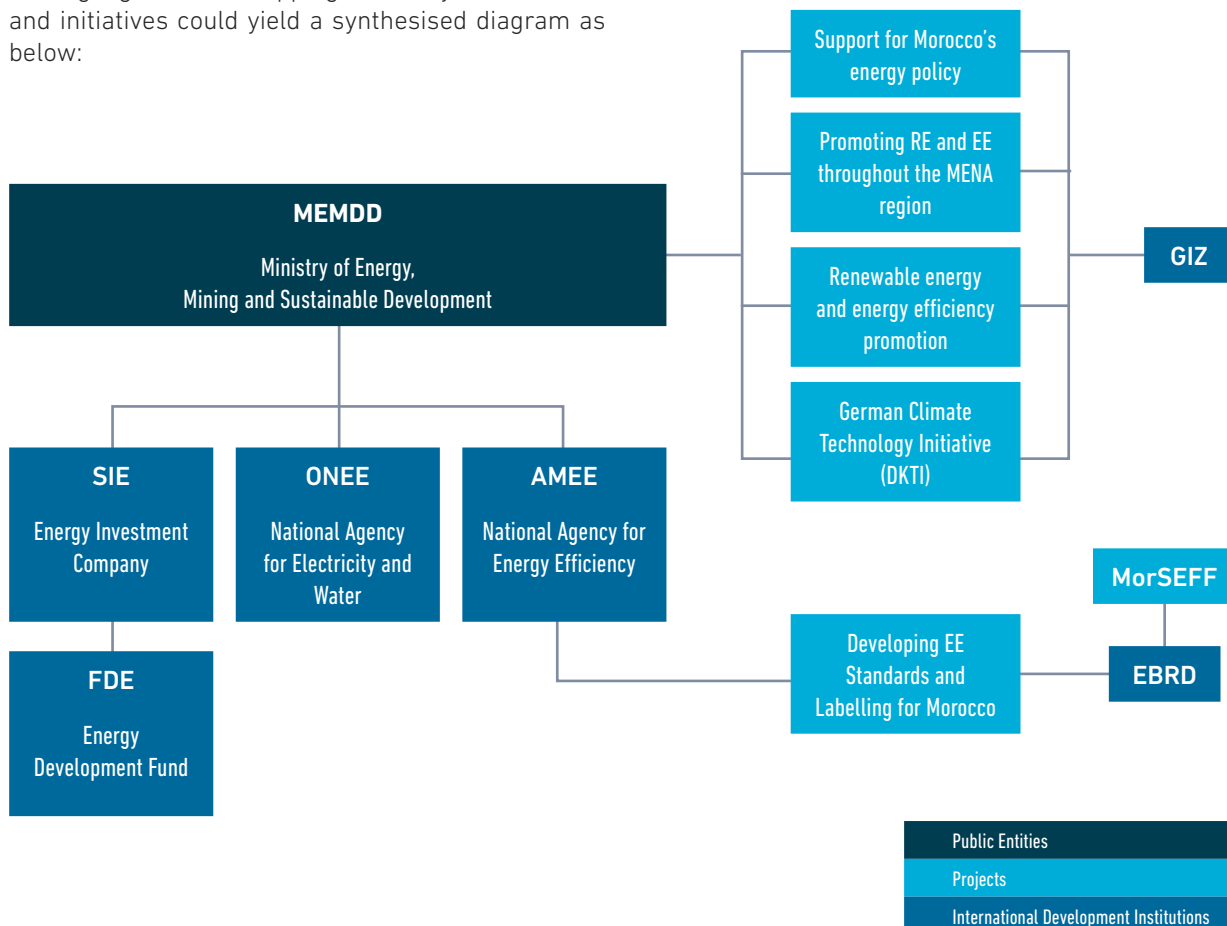 and initiatives could yield a synthesised diagram as
below:
Support for Morocco's
energy policy
Promoting RE and EE
throughout the MENA
region
MEMDD
Ministry of Energy,
Mining and Sustainable Development
GIZ
Renewable energy
and energy efficiency
promotion
German Climate
Technology Initiative
(DKTI)
SIE
Energy Investment
Company
ONEE
National Agency
for Electricity and
Water
AMEE
National Agency for
Energy Efficiency
MorSEFF
Developing EE
Standards and
Labelling for Morocco
EBRD
FDE
Energy
Development Fund
Public Entities
Projects
International Development Institutions